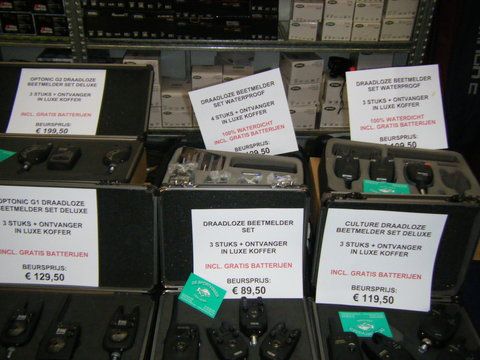 OPTONIC G2 DRAADLOZE
BEETMELDER SET DELUXE
3 STUKS + ONTVANGER
IN LUXE KOFFER
INCL. GRATIS BATTERIJEN
BEURSPRIJS:
€ 199,50
DRAADLOZE BEETMELDER
SET WATERPROOF
4 STUKS + ONTVANGER
IN LUXE KOFFER
100% WATERDICHT
INCL. GRATIS BATTERIJEN
BEURSPRIJS:
DRAADLOZE BEETMELDER
SET WATERPROOF
3 STUKS + ONTVANGER
IN LUXE KOFFER
100% WATERDICHT
INCL. GRATIS BATTERIJEN
BEURSPRIJS:
OPTONIC G1 DRAADLOZE
BEETMELDER SET DELUXE
3 STUKS + ONTVANGER
IN LUXE KOFFER
INCL. GRATIS BATTERIJEN
BEURSPRIJS:
€ 129,50
DRAADLOZE BEETMELDER
SET
3 STUKS + ONTVANGER
IN LUXE KOFFER
INCL. GRATIS BATTERIJEN
BEURSPRIJS:
€ 89,50
CULTURE DRAADLOZE
BEETMELDER SET DELUXE
3 STUKS + ONTVANGER
IN LUXE KOFFER
INCL. GRATIS BATTERIJEN
BEURSPRIJS:
€ 119,50